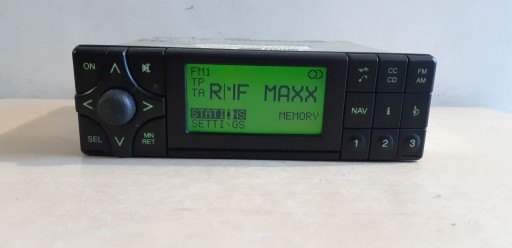 ON
FM1
TP
TA RMF MAXX
STATIONS MEMORY
SETTINGS
CC
CD
FM
AM
NAV
i
SEL
MN
RET
1
2
3